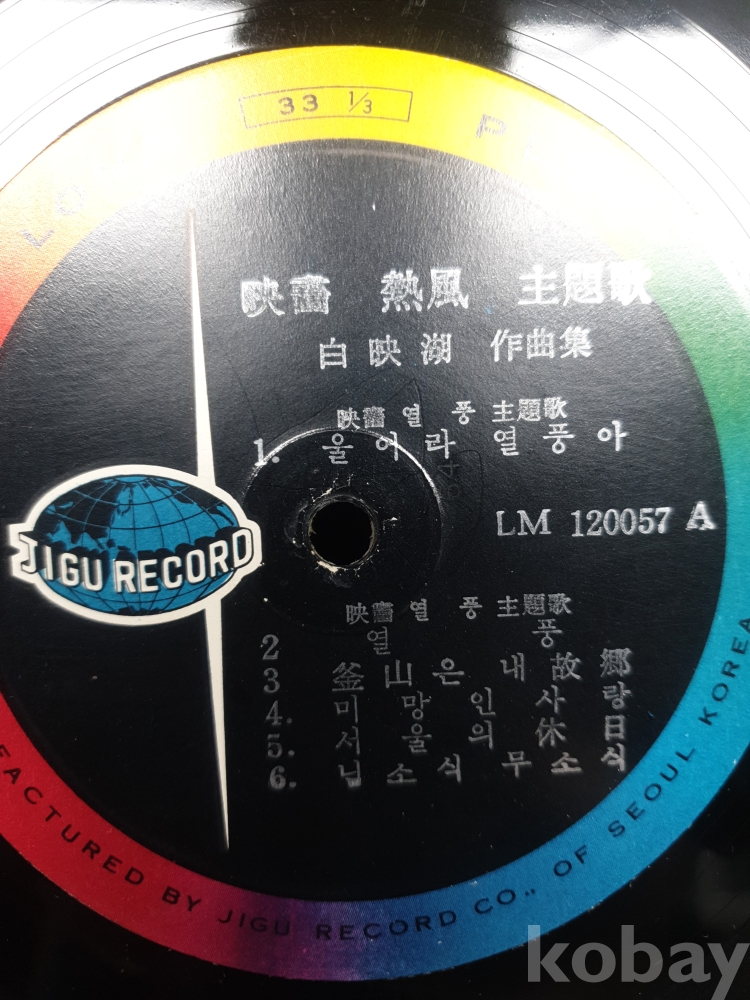 33 1/3
映畵 熱風 主題歌
白映湖 作曲集
映畵 열풍 主題歌
1. 울어라 열풍아
LM 120057 A
JIGU RECORD
映畵 열풍 主題歌
2 열풍
3 釜山은 내故郷
4. 미망인 사랑
5. 서울의 休日
6. 님소식 무소식
FACTURED BY JIGU RECORD CO., OF SEOUL KOREA
kobay